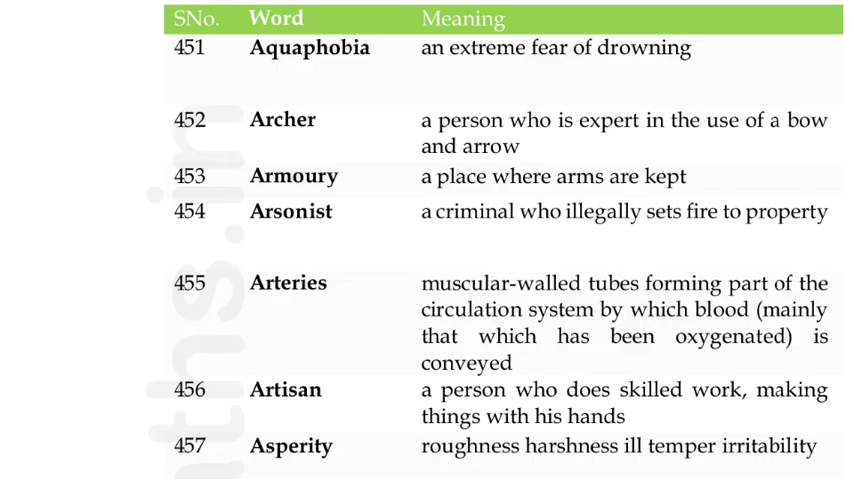 SNo. Word Meaning
451 Aquaphobia an extreme fear of drowning
452 Archer a person who is expert in the use of a bow
and arrow
453 Armoury a place where arms are kept
454 Arsonist a criminal who illegally sets fire to property
455 Arteries muscular-walled tubes forming part of the
circulation system by which blood (mainly
that which has been oxygenated) is
conveyed
456 Artisan a person who does skilled work, making
things with his hands
457 Asperity roughness harshness ill temper irritability
ths.in